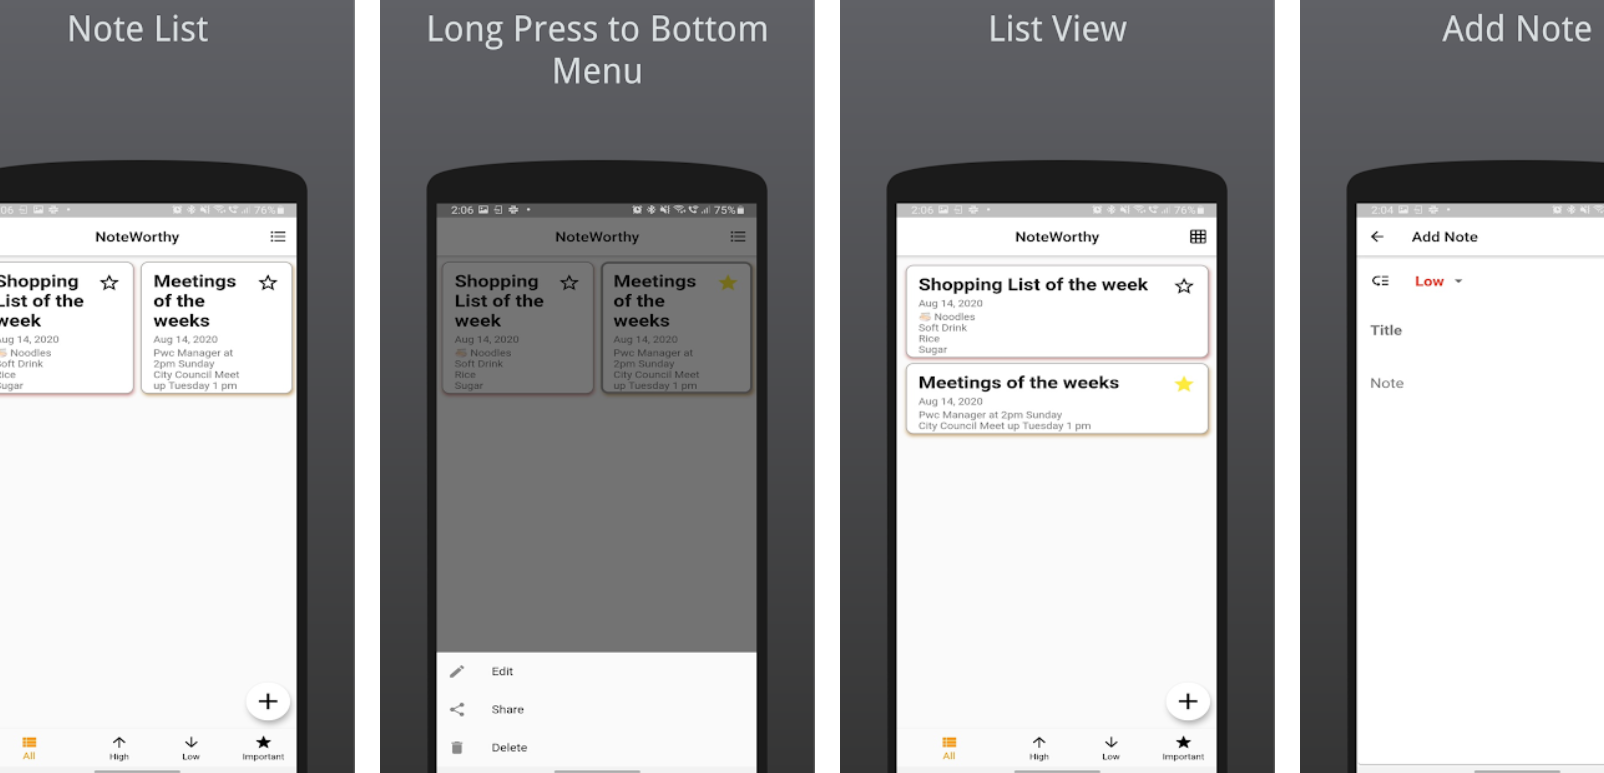 Note List
06
76%
NoteWorthy
Shopping
List of the
week
Aug 14, 2020
Noodles
Soft Drink
Rice
Sugar
Meetings
of the
weeks
Aug 14, 2020
Pwc Manager at
2pm Sunday
City Council Meet
up Tuesday 1 pm
All
High
Low
Important
Long Press to Bottom
Menu
2:06
75%
NoteWorthy
Shopping
List of the
week
Aug 14, 2020
👋🏻 Noodles
Soft Drink
Rice
Sugar
Meetings
of the
weeks
Aug 14, 2020
Pwc Manager at
2pm Sunday
City Council Meet
up Tuesday 1 pm
Edit
Share
Delete
List View
2:06
76%
NoteWorthy
Shopping List of the week
Aug 14, 2020
👋🏻 Noodles
Soft Drink
Rice
Sugar
Meetings of the weeks
Aug 14, 2020
Pwc Manager at 2pm Sunday
City Council Meet up Tuesday 1 pm
All
High
Low
Important
Add Note
2:04
Add Note
Low
Title
Note